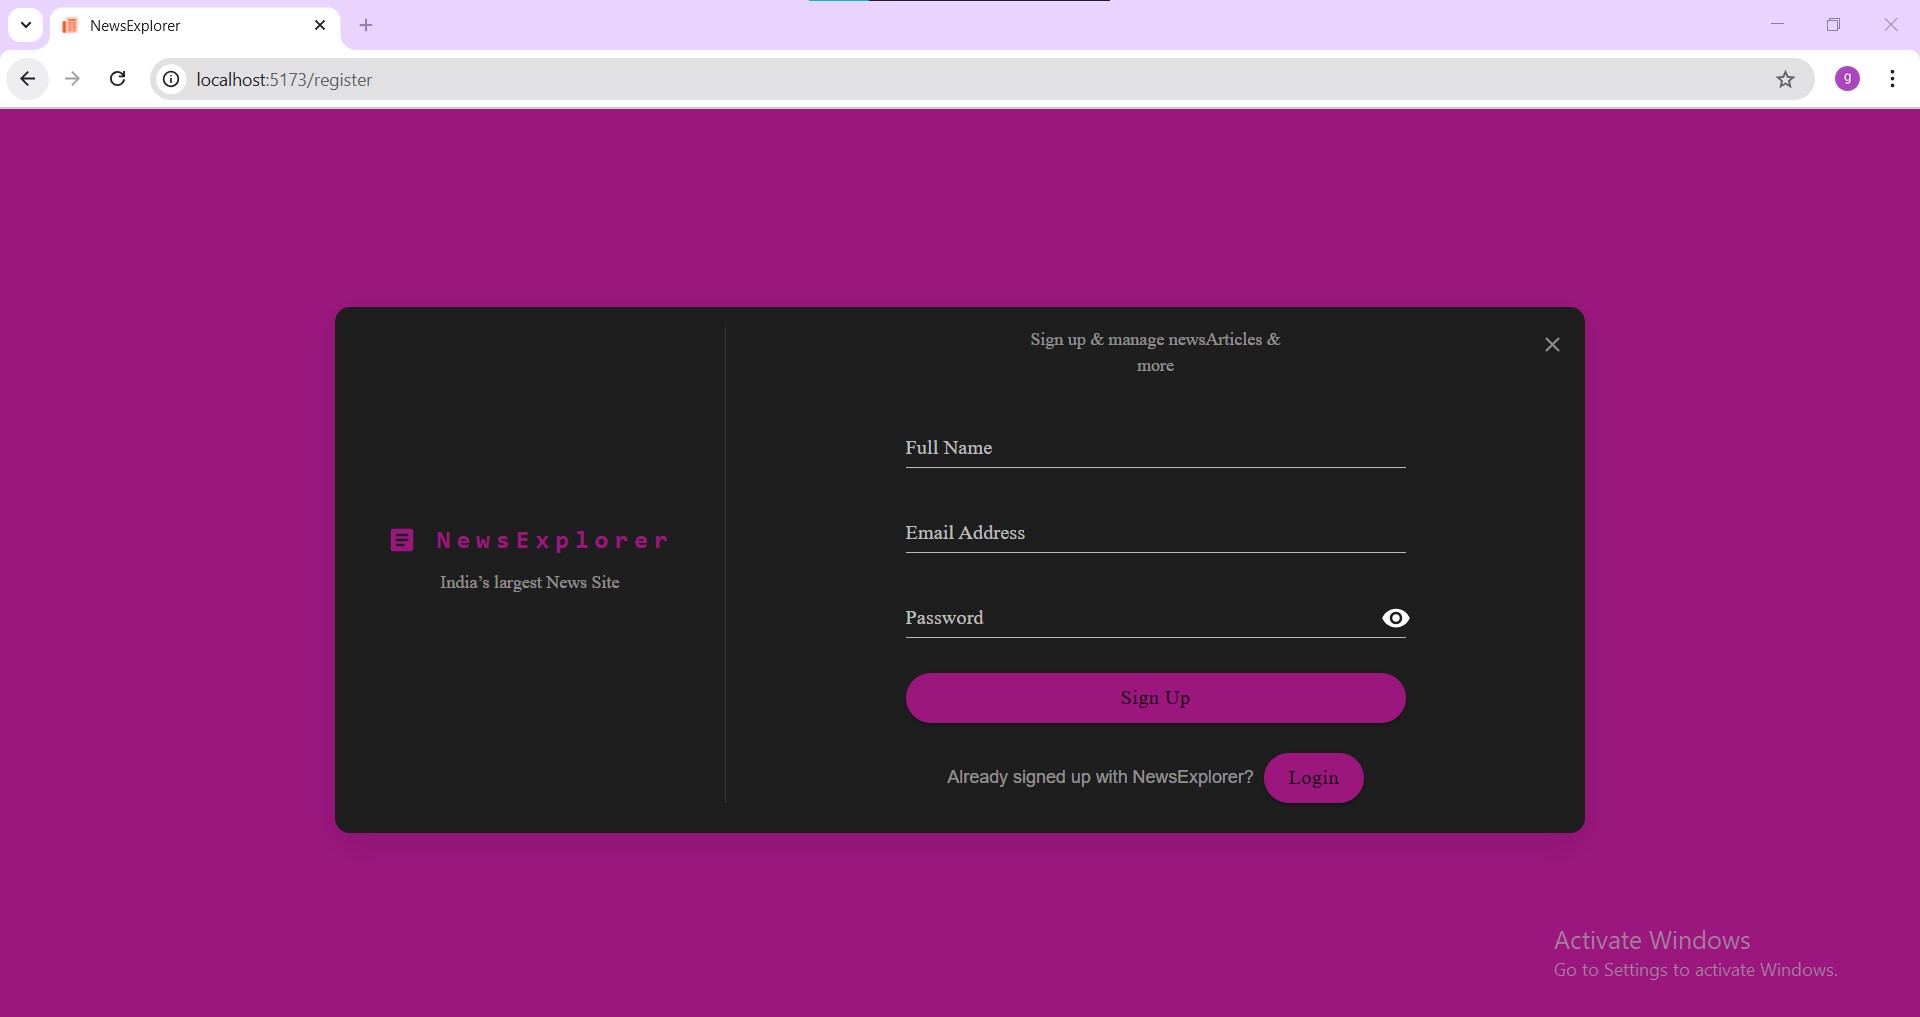 NewsExplorer
localhost:5173/register
g
Sign up & manage newsArticles &
more
Full Name
Email Address
Password
Sign Up
Already signed up with NewsExplorer? Login
NewsExplorer
India’s largest News Site
Activate Windows
Go to Settings to activate Windows.